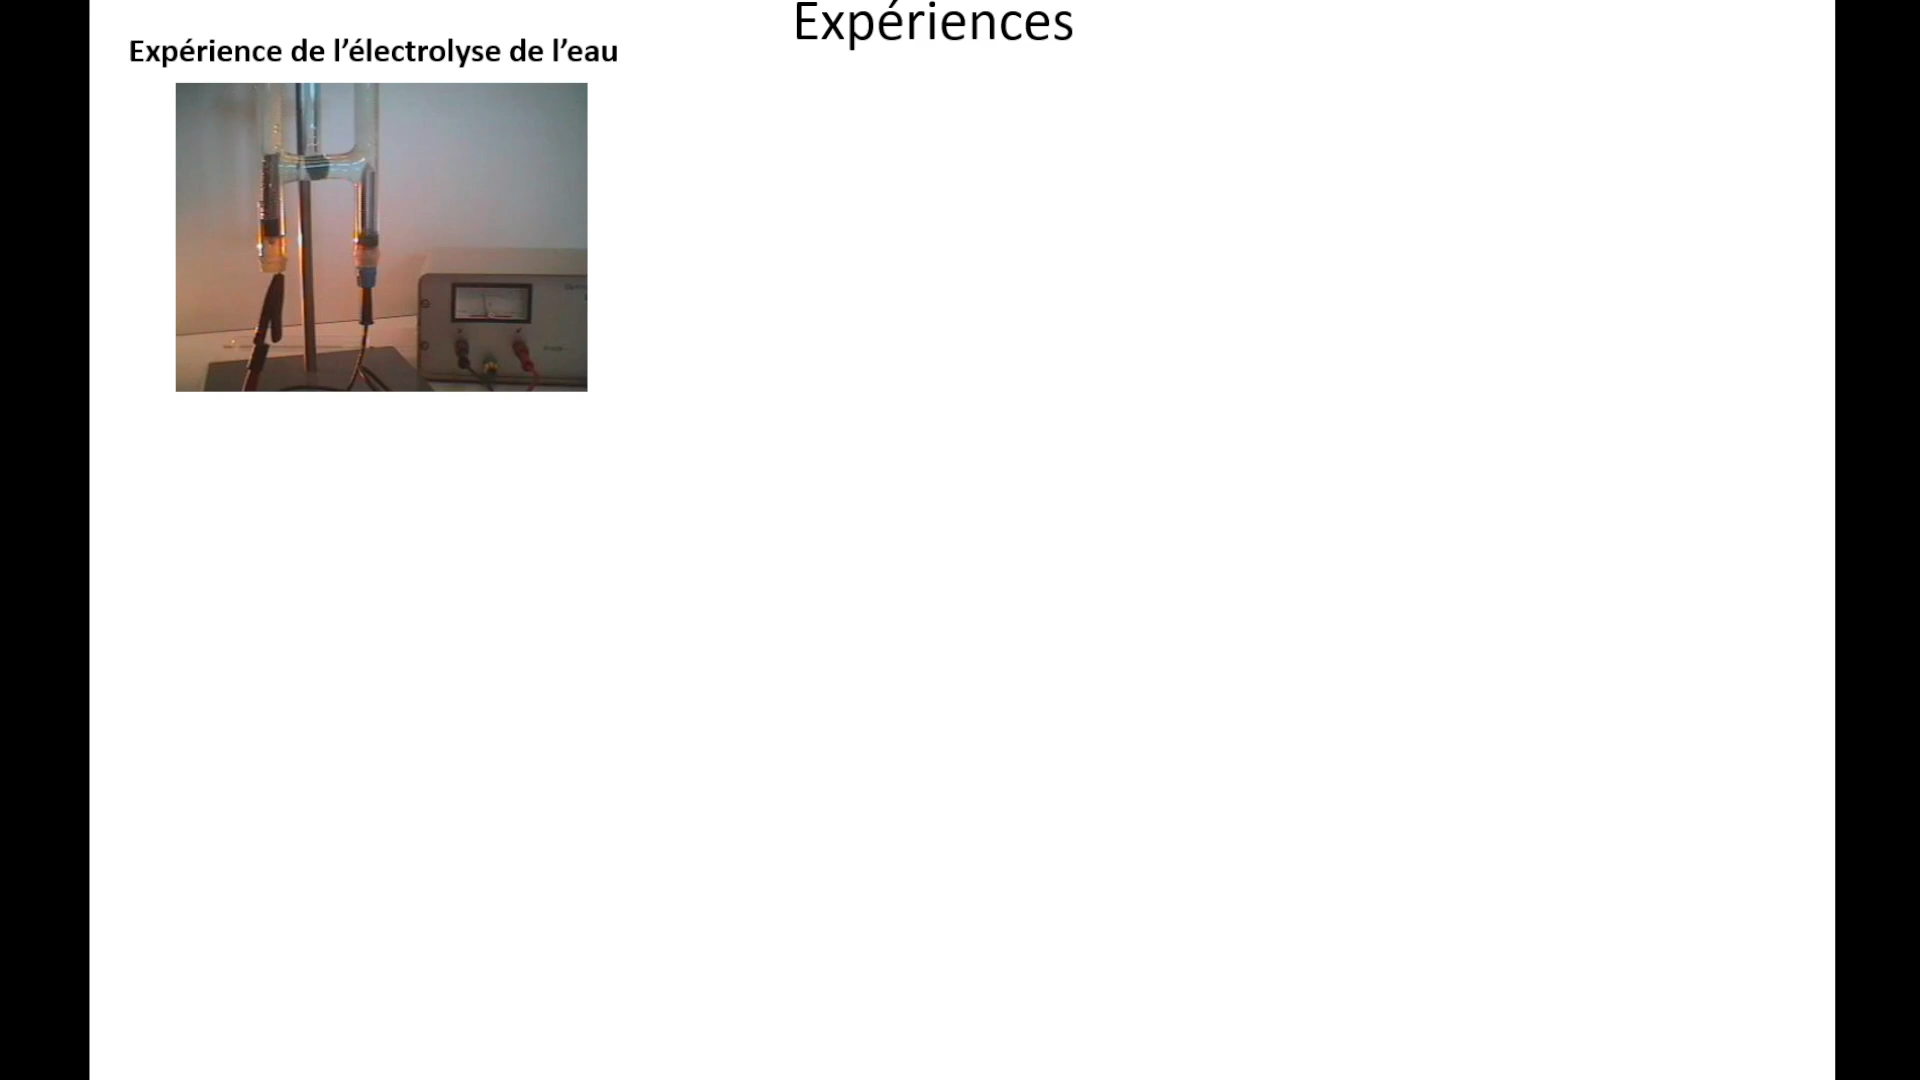 Expériences
Expérience de l’électrolyse de l’eau